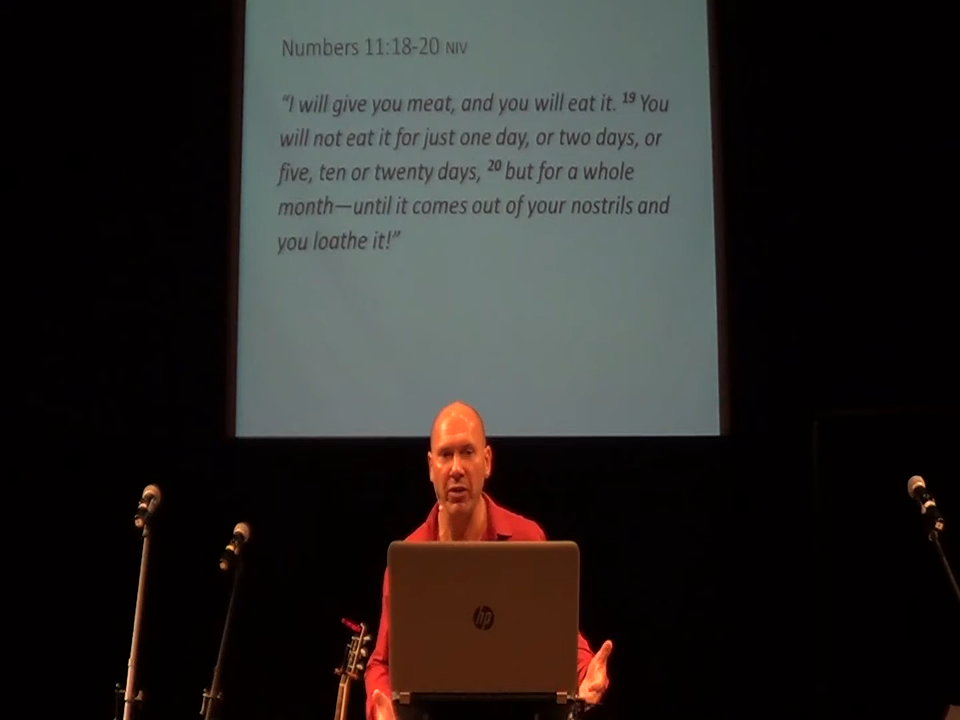 Numbers 11:18-20 NIV
“I will give you meat, and you will eat it. 19 You
will not eat it for just one day, or two days, or
five, ten or twenty days, 20 but for a whole
month—until it comes out of your nostrils and
you loathe it!”
hp